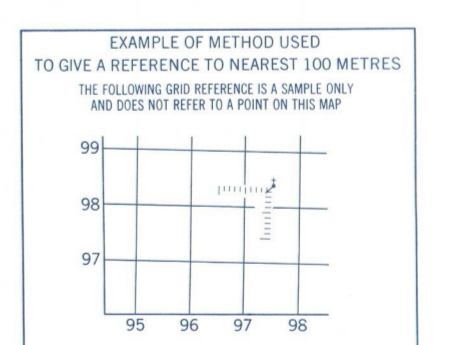 EXAMPLE OF METHOD USED
TO GIVE A REFERENCE TO NEAREST 100 METRES
THE FOLLOWING GRID REFERENCE IS A SAMPLE ONLY
AND DOES NOT REFER TO A POINT ON THIS MAP
99
98
97
95 96 97 98